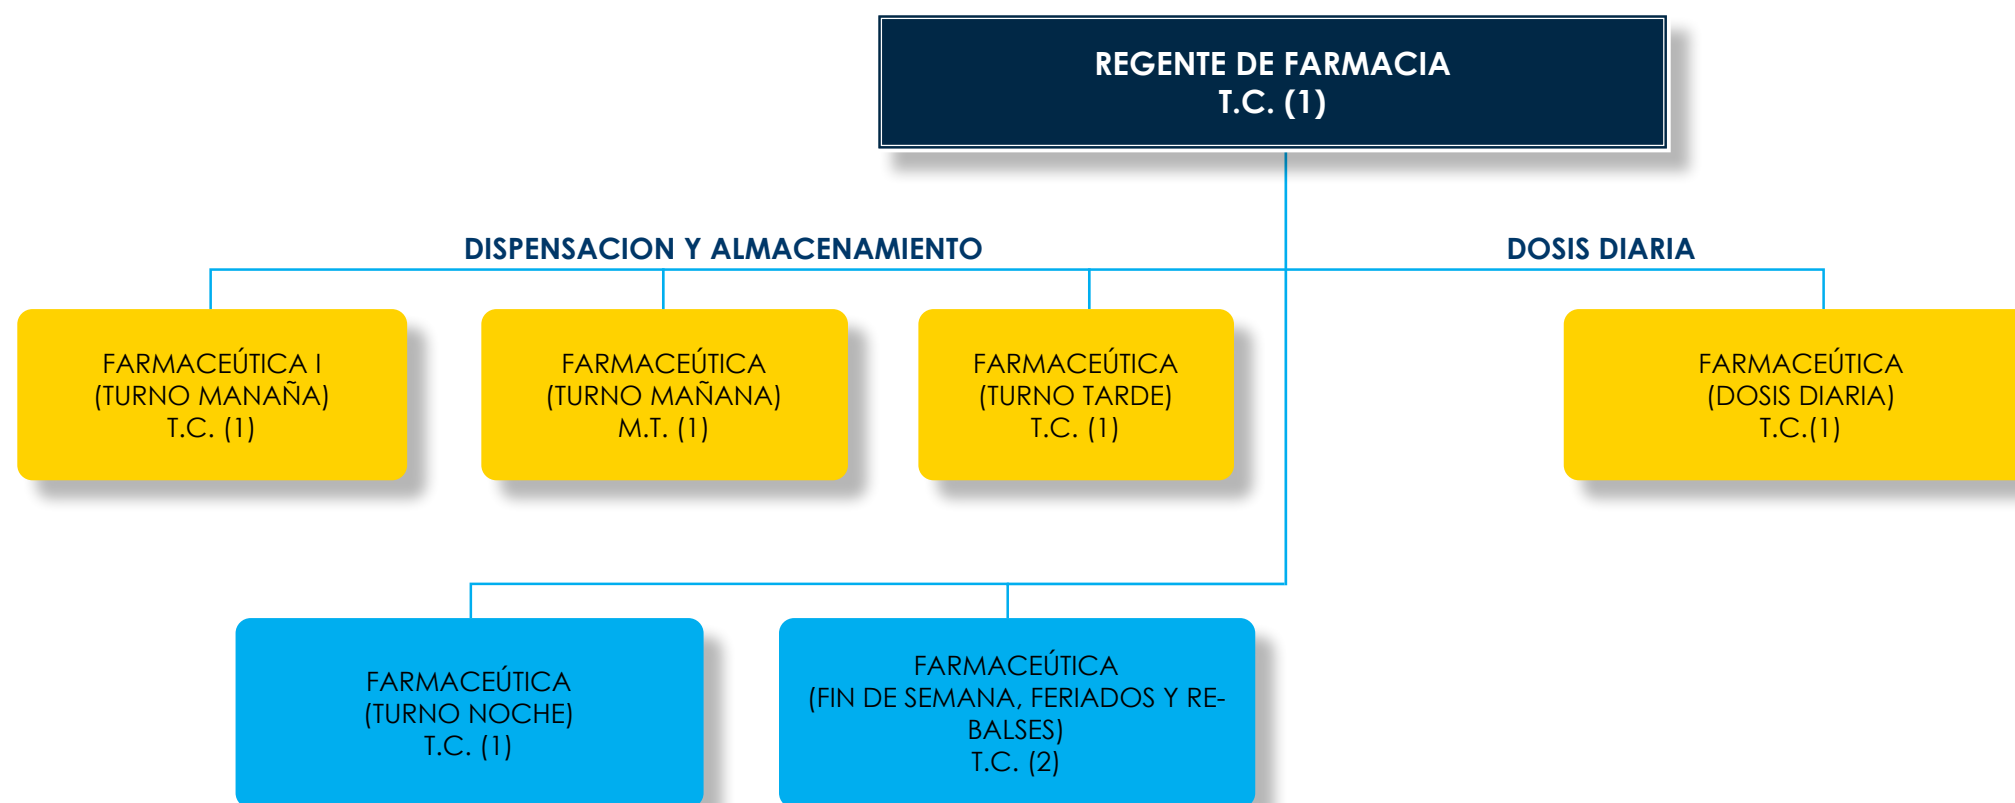 REGENTE DE FARMACIA
T.C. (1)
DISPENSACION Y ALMACENAMIENTO
DOSIS DIARIA
FARMACEÚTICA I
(TURNO MANAÑA)
T.C. (1)
FARMACEÚTICA
(TURNO MAÑANA)
M.T. (1)
FARMACEÚTICA
(TURNO TARDE)
T.C. (1)
FARMACEÚTICA
(DOSIS DIARIA)
T.C.(1)
FARMACEÚTICA
(TURNO NOCHE)
T.C. (1)
FARMACEÚTICA
(FIN DE SEMANA, FERIADOS Y RE-
BALSES)
T.C. (2)